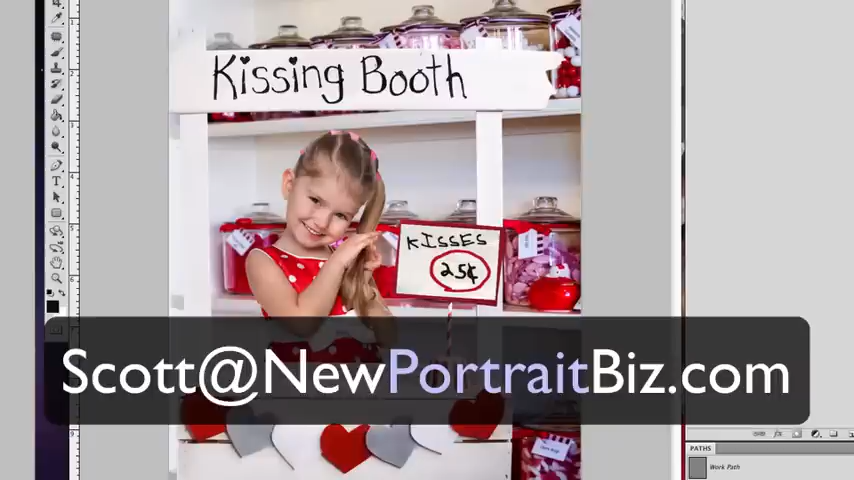 Kissing Booth
KISSES
25¢
Scott@NewPortraitBiz.com
PATHS
Work Path